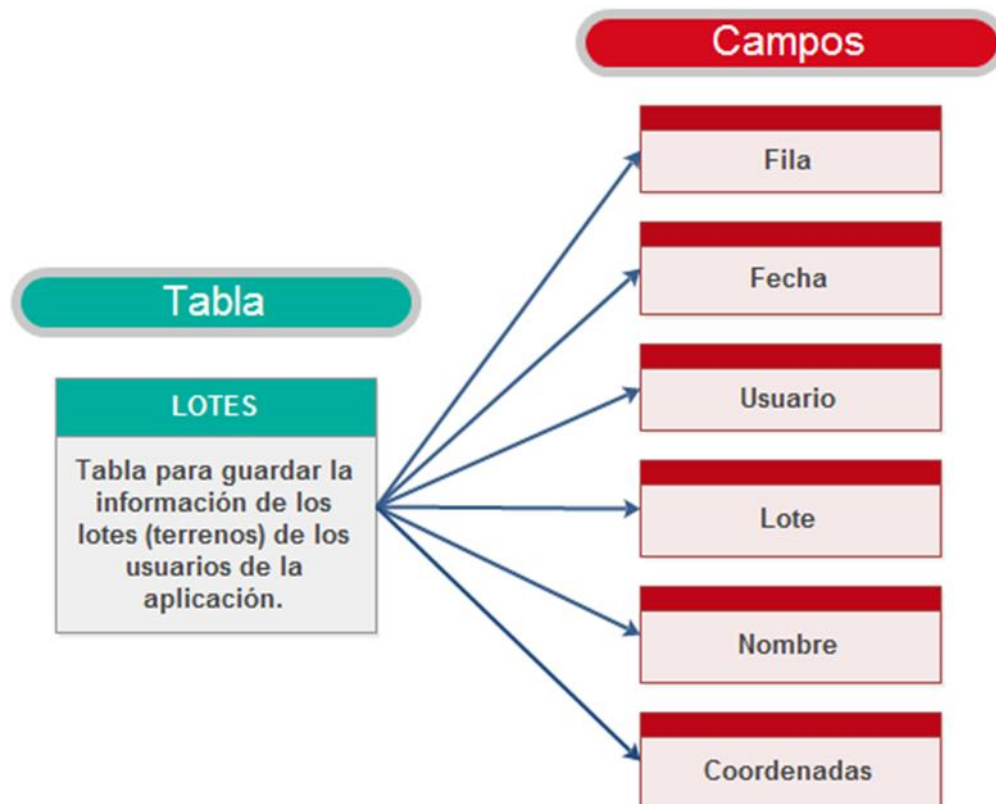 Campos
Fila
Fecha
Tabla
Usuario
LOTES
Tabla para guardar la
información de los
lotes (terrenos) de los
usuarios de la
aplicación.
Lote
Nombre
Coordenadas